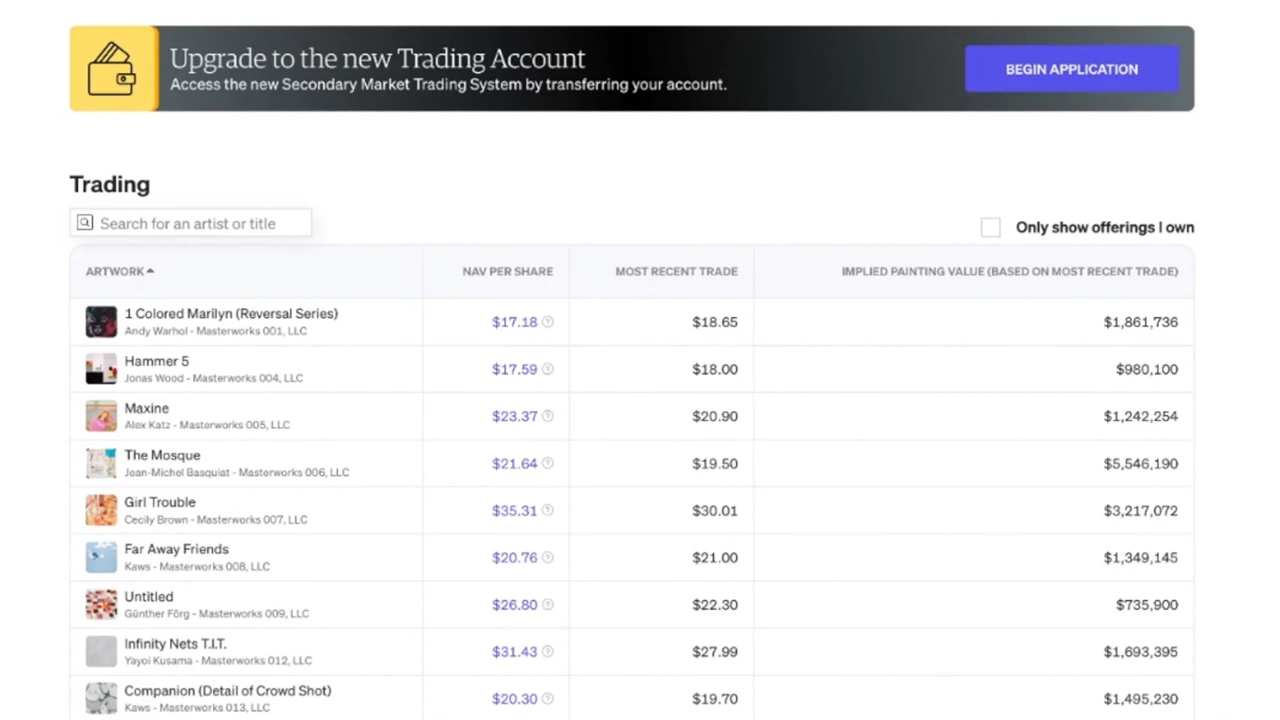 Upgrade to the new Trading Account
Access the new Secondary Market Trading System by transferring your account.
BEGIN APPLICATION
Trading
Search for an artist or title
Only show offerings I own
ARTWORK NAV PER SHARE MOST RECENT TRADE IMPLIED PAINTING VALUE (BASED ON MOST RECENT TRADE)
1 Colored Marilyn (Reversal Series)
Andy Warhol - Masterworks 001, LLC
$17.18 $18.65 $1,861,736
Hammer 5
Jonas Wood - Masterworks 004, LLC
$17.59 $18.00 $980,100
Maxine
Alex Katz - Masterworks 005, LLC
$23.37 $20.90 $1,242,254
The Mosque
Jean-Michel Basquiat - Masterworks 006, LLC
$21.64 $19.50 $5,546,190
Girl Trouble
Cecily Brown - Masterworks 007, LLC
$35.31 $30.01 $3,217,072
Far Away Friends
Kaws - Masterworks 008, LLC
$20.76 $21.00 $1,349,145
Untitled
Günther Förg - Masterworks 009, LLC
$26.80 $22.30 $735,900
Infinity Nets T.I.T.
Yayoi Kusama - Masterworks 012, LLC
$31.43 $27.99 $1,693,395
Companion (Detail of Crowd Shot)
Kaws - Masterworks 013, LLC
$20.30 $19.70 $1,495,230